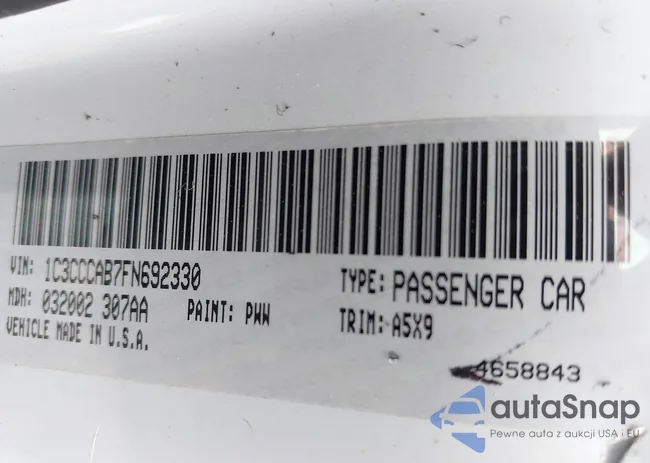 VIN: 1C3CCCAB7FN692330 TYPE: PASSENGER CAR
MDH: 032002 307AA PAINT: PWW TRIM: A5X9
VEHICLE MADE IN U.S.A.
4658843
autaSnap
Pewne auta z aukcji USA i EU